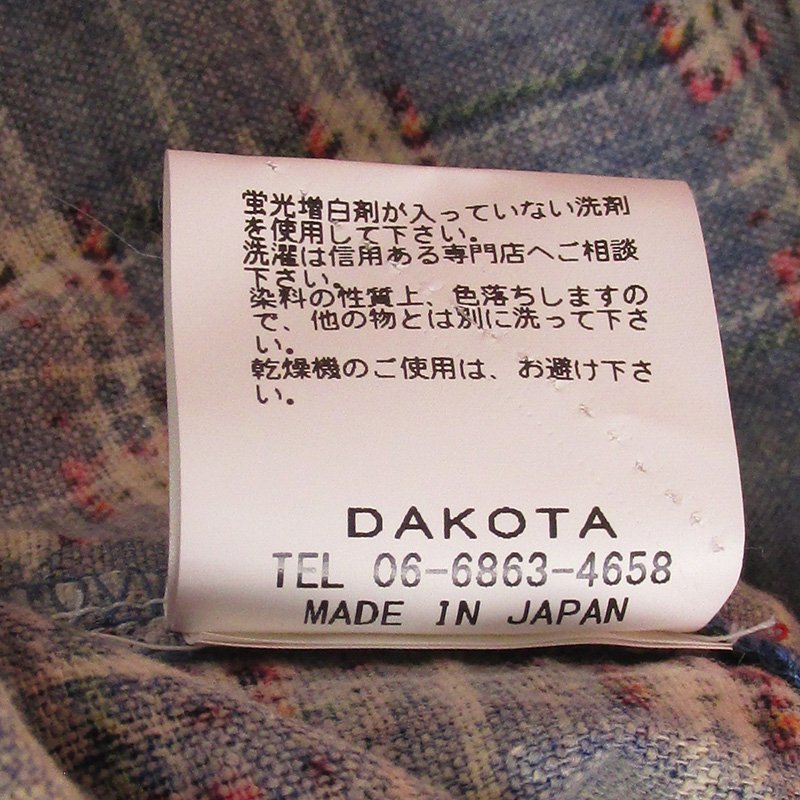 蛍光増白剤が入っていない洗剤
を使用して下さい。
洗濯は信用ある専門店へご相談
下さい。
染料の性質上、色落ちしますの
で、他の物とは別に洗って下さ
い。
乾燥機のご使用は、お避け下さ
い。
DAKOTA
TEL 06-6863-4658
MADE IN JAPAN